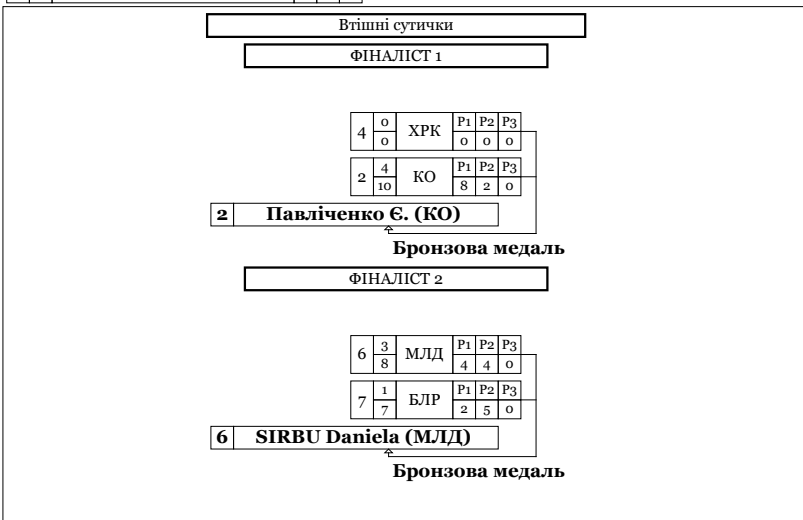 Втішні сутички
ФІНАЛІСТ 1
4 0 ХРК P1 P2 P3
0 0 0 0
2 4 КО P1 P2 P3
10 8 2 0
2 Павліченко Є. (КО)
Бронзова медаль
ФІНАЛІСТ 2
6 3 МЛД P1 P2 P3
8 4 4 0
7 1 БЛР P1 P2 P3
7 2 5 0
6 SIRBU Daniela (МЛД)
Бронзова медаль